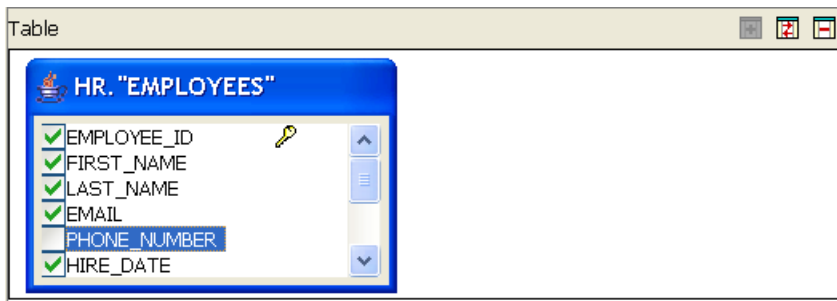 Table
HR."EMPLOYEES"
EMPLOYEE_ID
FIRST_NAME
LAST_NAME
EMAIL
PHONE_NUMBER
HIRE_DATE